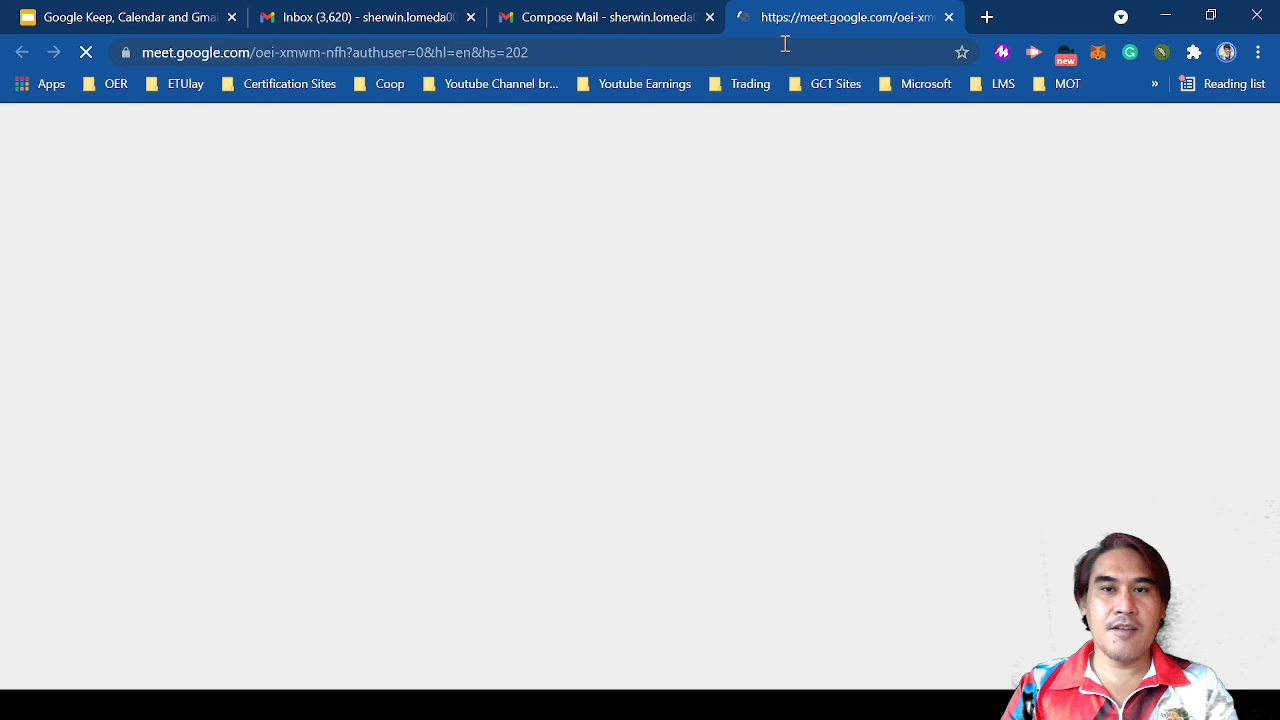 Google Keep, Calendar and Gma
Inbox (3,620) - sherwin.lomeda00
Compose Mail - sherwin.lomeda0
https://meet.google.com/oei-xm
meet.google.com/oei-xmwm-nfh?authuser=0&hl=en&hs=202
new
Apps
OER
ETUlay
Certification Sites
Coop
Youtube Channel br...
Youtube Earnings
Trading
GCT Sites
Microsoft
LMS
MOT
»
Reading list